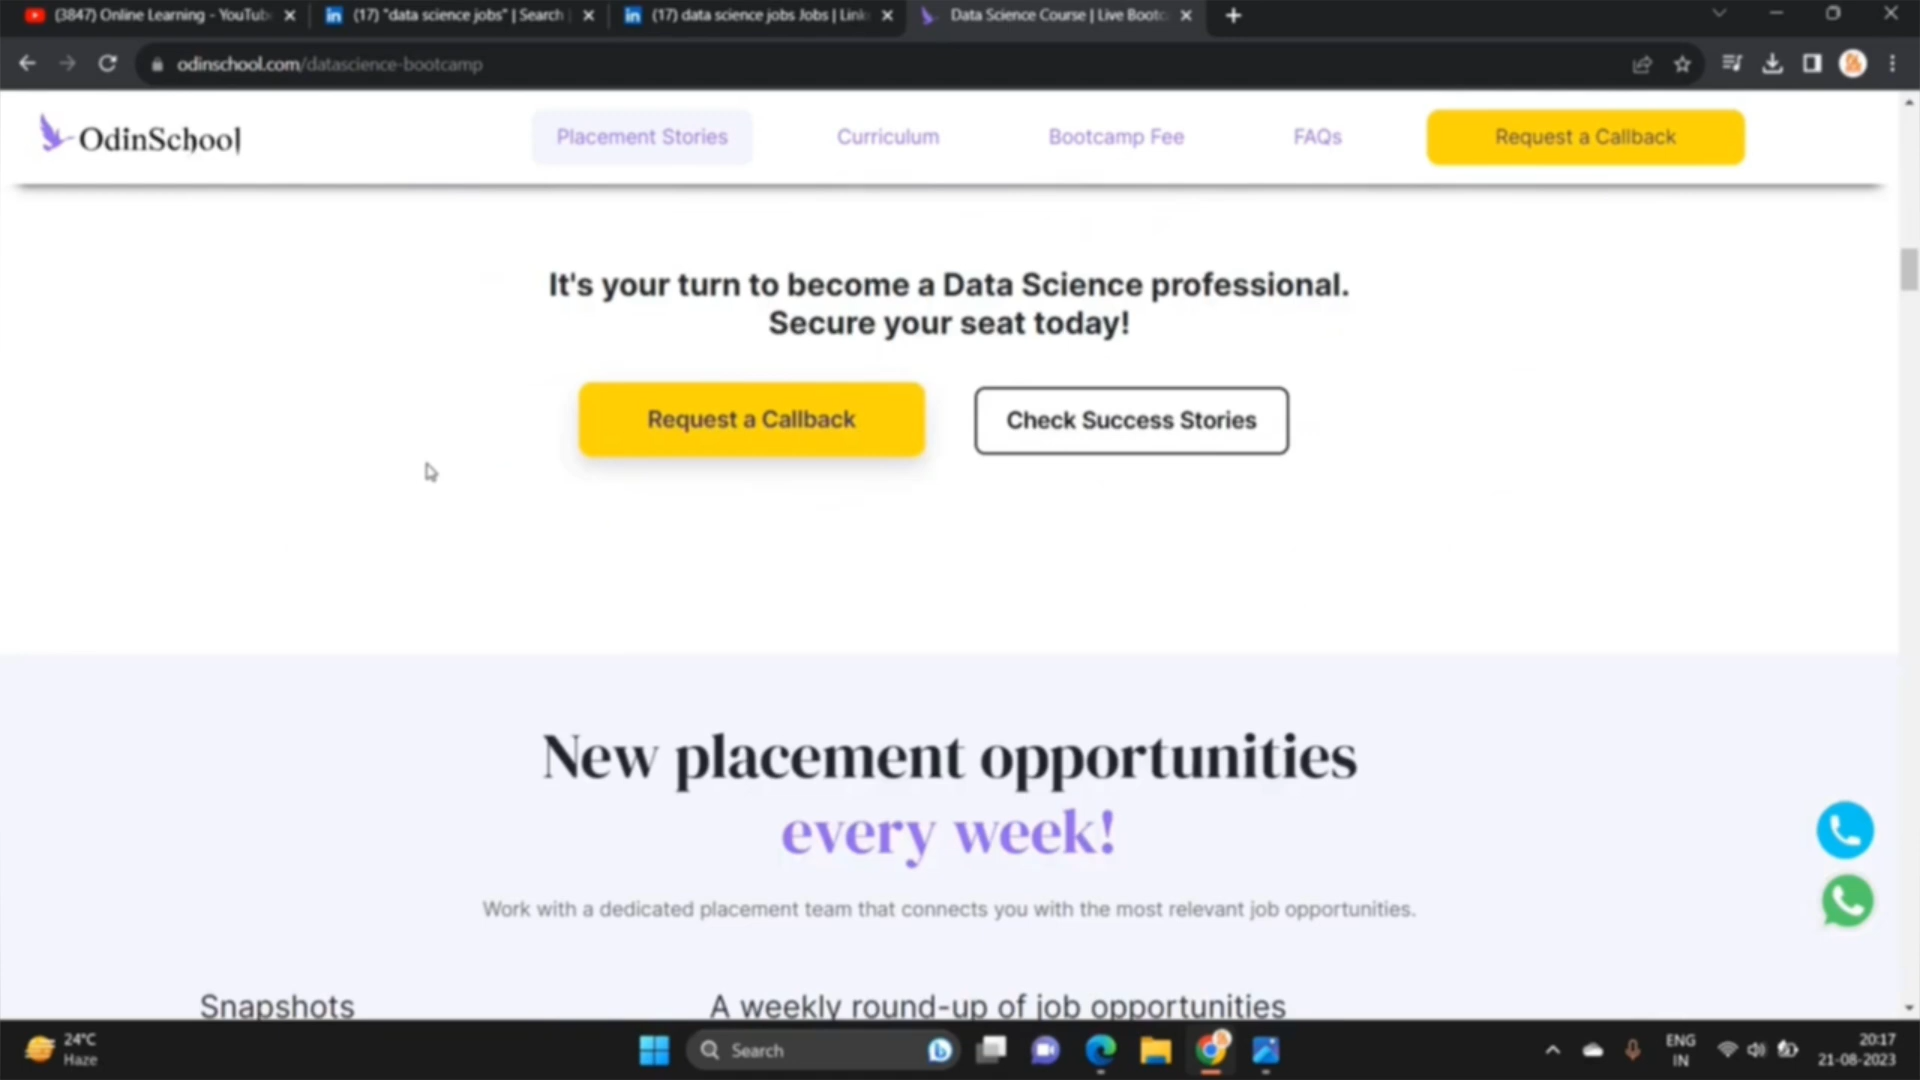 (3847) Online Learning - YouTub
(17) "data science jobs" | Search
(17) data science jobs Jobs | Link
Data Science Course | Live Bootc
odinschool.com/datascience-bootcamp
OdinSchool
Placement Stories
Curriculum
Bootcamp Fee
FAQs
Request a Callback
It's your turn to become a Data Science professional.
Secure your seat today!
Request a Callback
Check Success Stories
New placement opportunities
every week!
Work with a dedicated placement team that connects you with the most relevant job opportunities.
Snapshots
A weekly round-up of job opportunities
24°C
Haze
Search
ENG
IN
20:17
21-08-2023